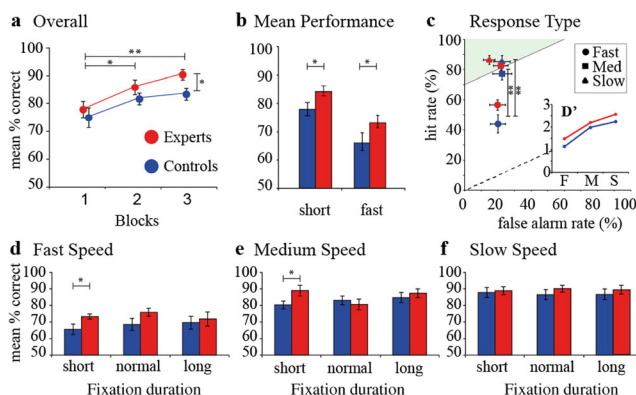 a Overall
**
*
*
mean % correct
100
90
80
70
60
50
Experts
Controls
1 2 3
Blocks
b Mean Performance
*
*
100
90
80
70
60
50
short fast
c Response Type
hit rate (%)
100
80
60
40
20
0
Fast
Med
Slow
**
**
D’
3
2
1
0
F M S
20 40 60 80 100
false alarm rate (%)
d Fast Speed
mean % correct
100
90
80
70
60
50
*
short normal long
Fixation duration
e Medium Speed
100
90
80
70
60
50
*
short normal long
Fixation duration
f Slow Speed
100
90
80
70
60
50
short normal long
Fixation duration